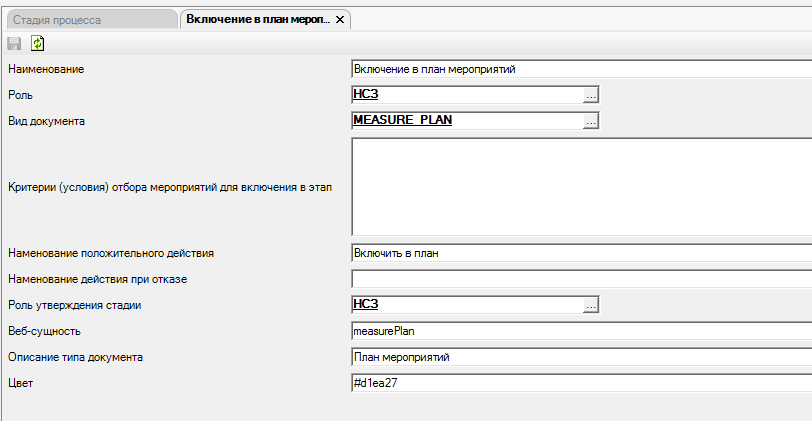 Стадия процесса
Включение в план мероп...
Наименование
Включение в план мероприятий
Роль
НСЗ
...
Вид документа
MEASURE_PLAN
...
Критерии (условия) отбора мероприятий для включения в этап
Наменование положительного действия
Включить в план
Наменование действия при отказе
Роль утверждения стадии
НСЗ
...
Веб-сущность
measurePlan
Описание типа документа
План мероприятий
Цвет
#d1ea27